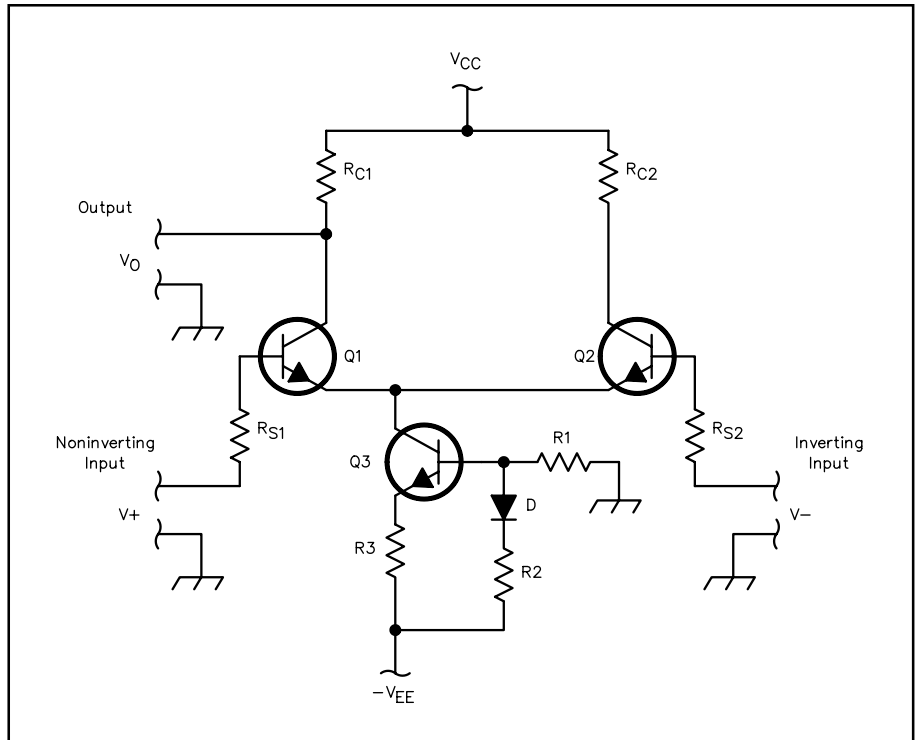 VCC
RC1
RC2
Output
VO
Q1
Q2
RS1
RS2
Noninverting
Input
Inverting
Input
Q3
R1
V+
V−
D
R3
R2
−VEE